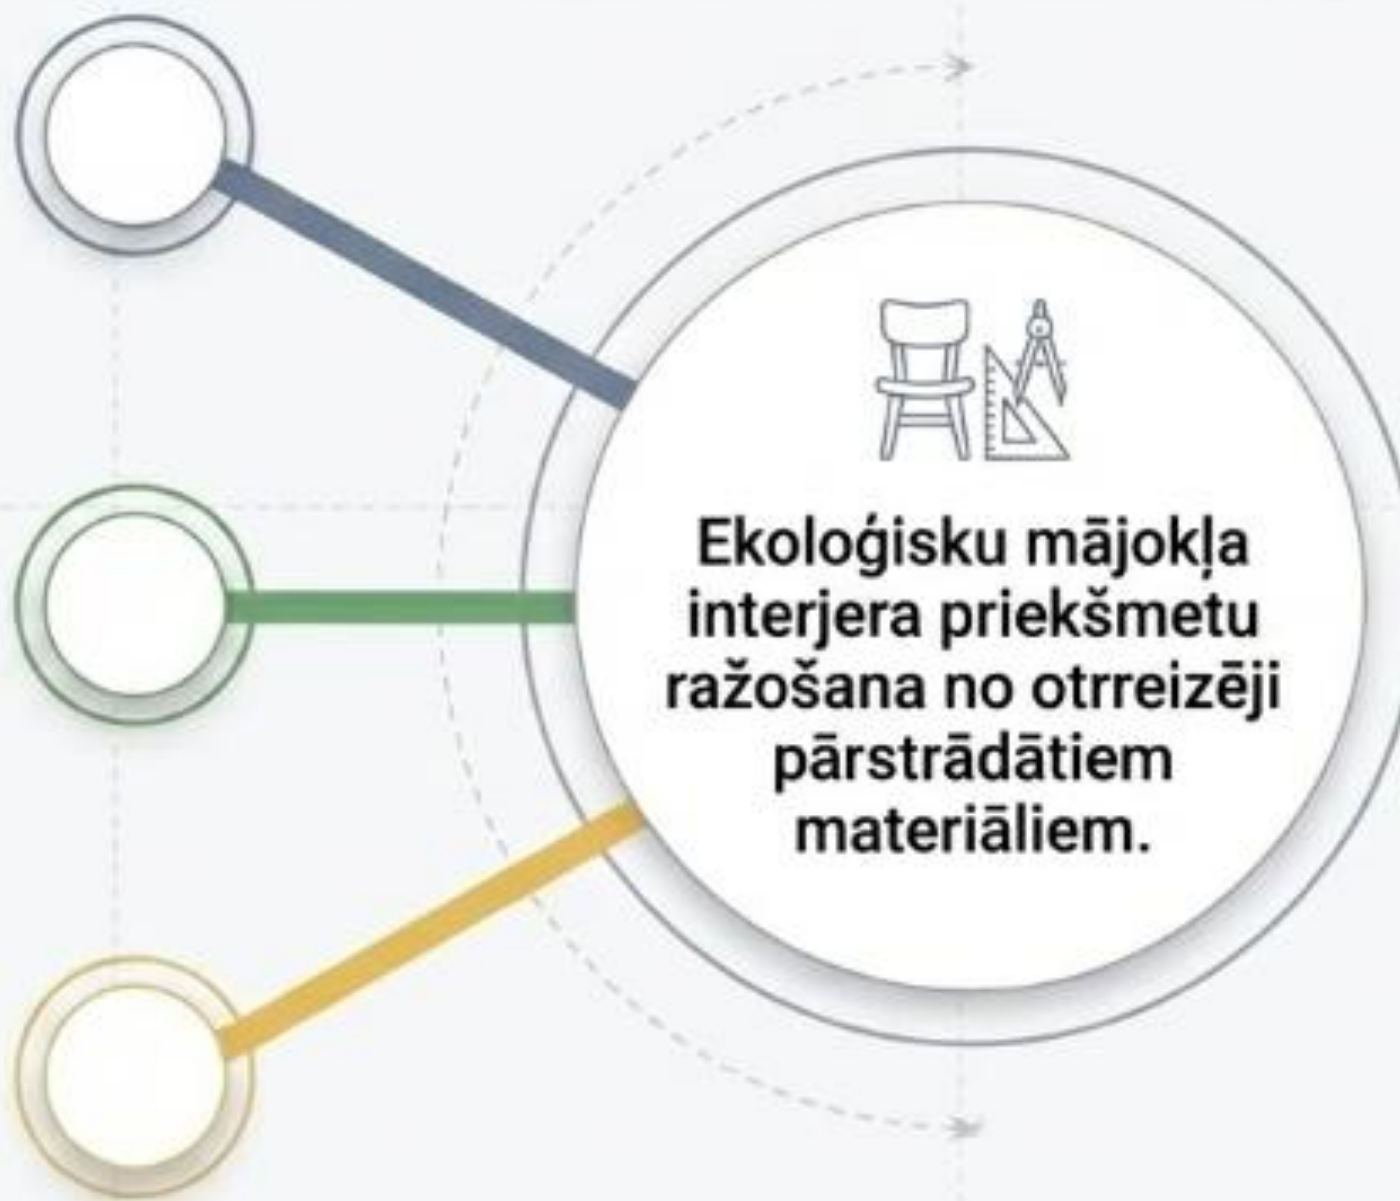 Ekoloģisku mājokļa
interjera priekšmetu
ražošana no otrreizēji
pārstrādātiem
materiāliem.